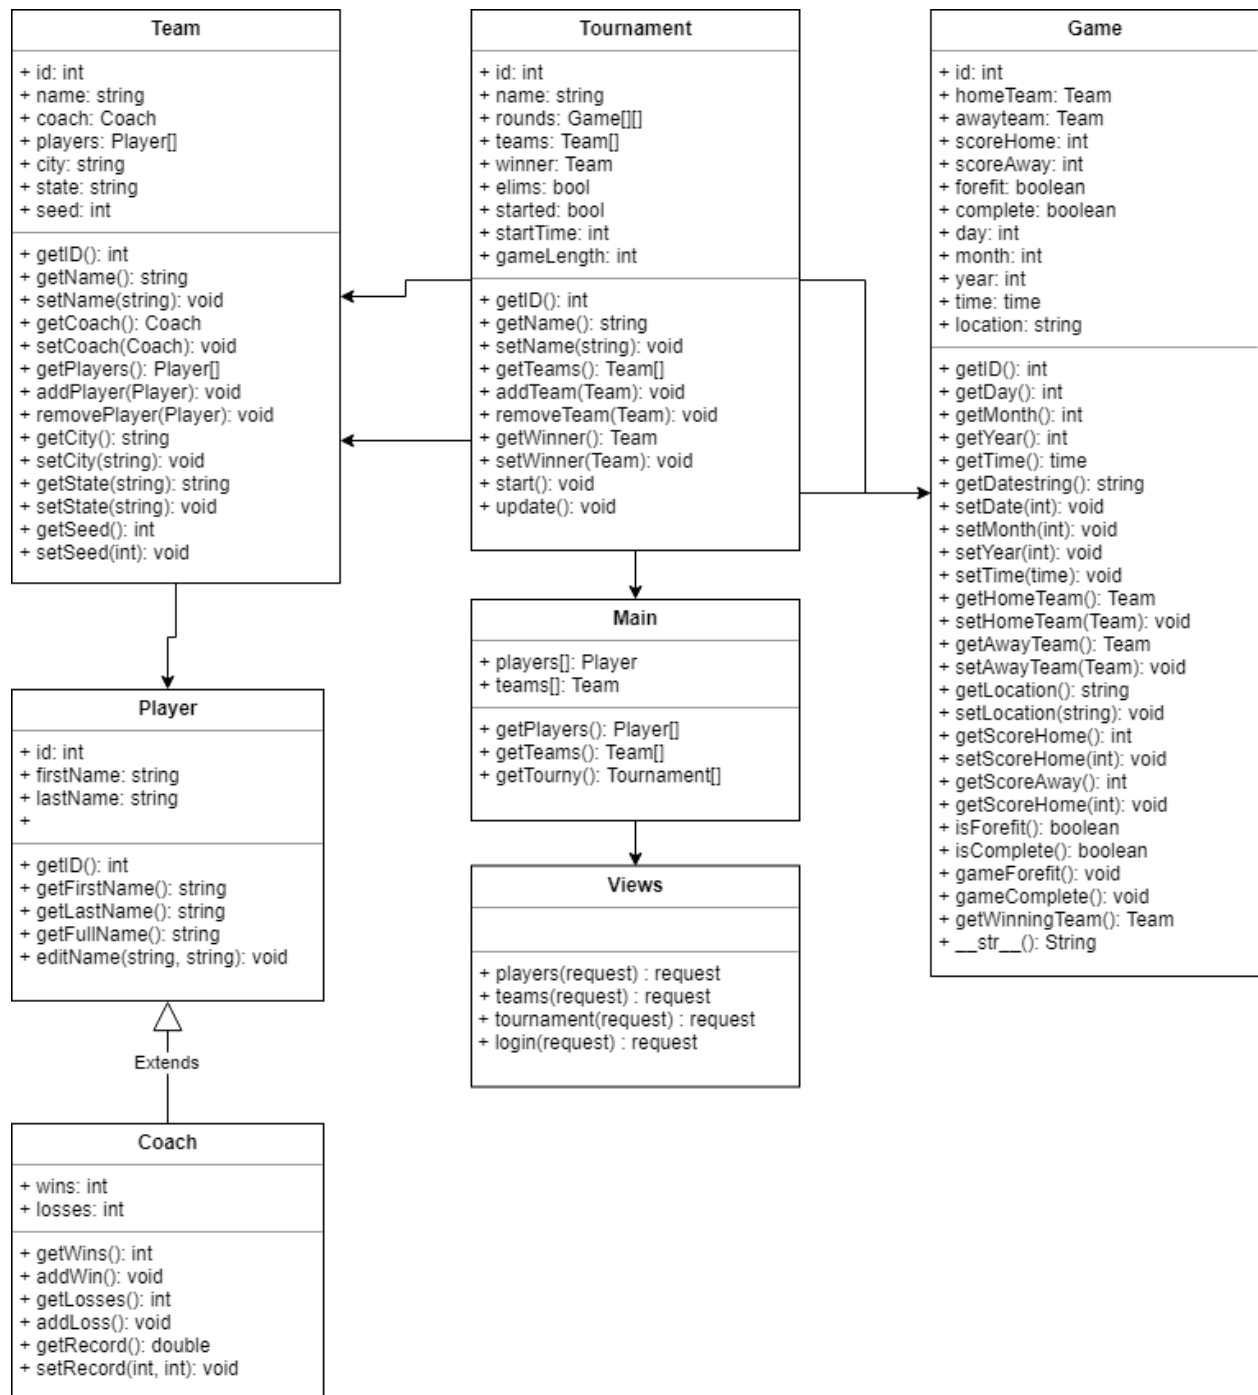 Team
+ id: int
+ name: string
+ coach: Coach
+ players: Player[]
+ city: string
+ state: string
+ seed: int
+ getID(): int
+ getName(): string
+ setName(string): void
+ getCoach(): Coach
+ setCoach(Coach): void
+ getPlayers(): Player[]
+ addPlayer(Player): void
+ removePlayer(Player): void
+ getCity(): string
+ setCity(string): void
+ getState(string): string
+ setState(string): void
+ getSeed(): int
+ setSeed(int): void
Player
+ id: int
+ firstName: string
+ lastName: string
+
+ getID(): int
+ getFirstName(): string
+ getLastName(): string
+ getFullName(): string
+ editName(string, string): void
Extends
Coach
+ wins: int
+ losses: int
+ getWins(): int
+ addWin(): void
+ getLosses(): int
+ addLoss(): void
+ getRecord(): double
+ setRecord(int, int): void
Tournament
+ id: int
+ name: string
+ rounds: Game[][]
+ teams: Team[]
+ winner: Team
+ elims: bool
+ started: bool
+ startTime: int
+ gameLength: int
+ getID(): int
+ getName(): string
+ setName(string): void
+ getTeams(): Team[]
+ addTeam(Team): void
+ removeTeam(Team): void
+ getWinner(): Team
+ setWinner(Team): void
+ start(): void
+ update(): void
Main
+ players[]: Player
+ teams[]: Team
+ getPlayers(): Player[]
+ getTeams(): Team[]
+ getTourny(): Tournament[]
Views
+ players(request) : request
+ teams(request) : request
+ tournament(request) : request
+ login(request) : request
Game
+ id: int
+ homeTeam: Team
+ awayteam: Team
+ scoreHome: int
+ scoreAway: int
+ forefit: boolean
+ complete: boolean
+ day: int
+ month: int
+ year: int
+ time: time
+ location: string
+ getID(): int
+ getDay(): int
+ getMonth(): int
+ getYear(): int
+ getTime(): time
+ getDatestring(): string
+ setDate(int): void
+ setMonth(int): void
+ setYear(int): void
+ setTime(time): void
+ getHomeTeam(): Team
+ setHomeTeam(Team): void
+ getAwayTeam(): Team
+ setAwayTeam(Team): void
+ getLocation(): string
+ setLocation(string): void
+ getScoreHome(): int
+ setScoreHome(int): void
+ getScoreAway(): int
+ getScoreHome(int): void
+ isForefit(): boolean
+ isComplete(): boolean
+ gameForefit(): void
+ gameComplete(): void
+ getWinningTeam(): Team
+ __str__(): String